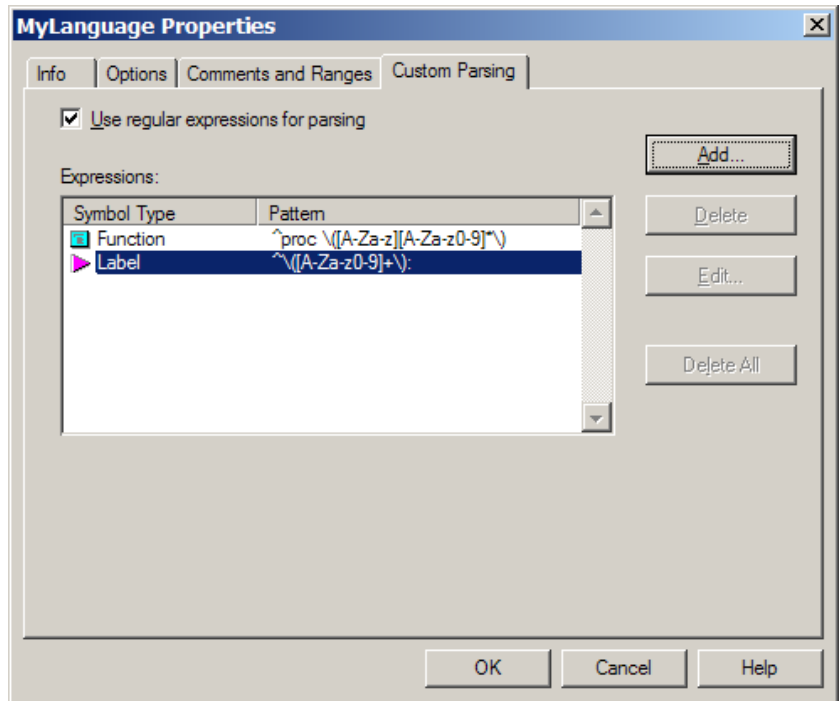 MyLanguage Properties
Info Options Comments and Ranges Custom Parsing
Use regular expressions for parsing
Add...
Expressions:
Symbol Type Pattern
Delete
Function ^proc \([A-Za-z][A-Za-z0-9]*\)
Label ^\([A-Za-z0-9]+\):
Edit...
Delete All
OK Cancel Help